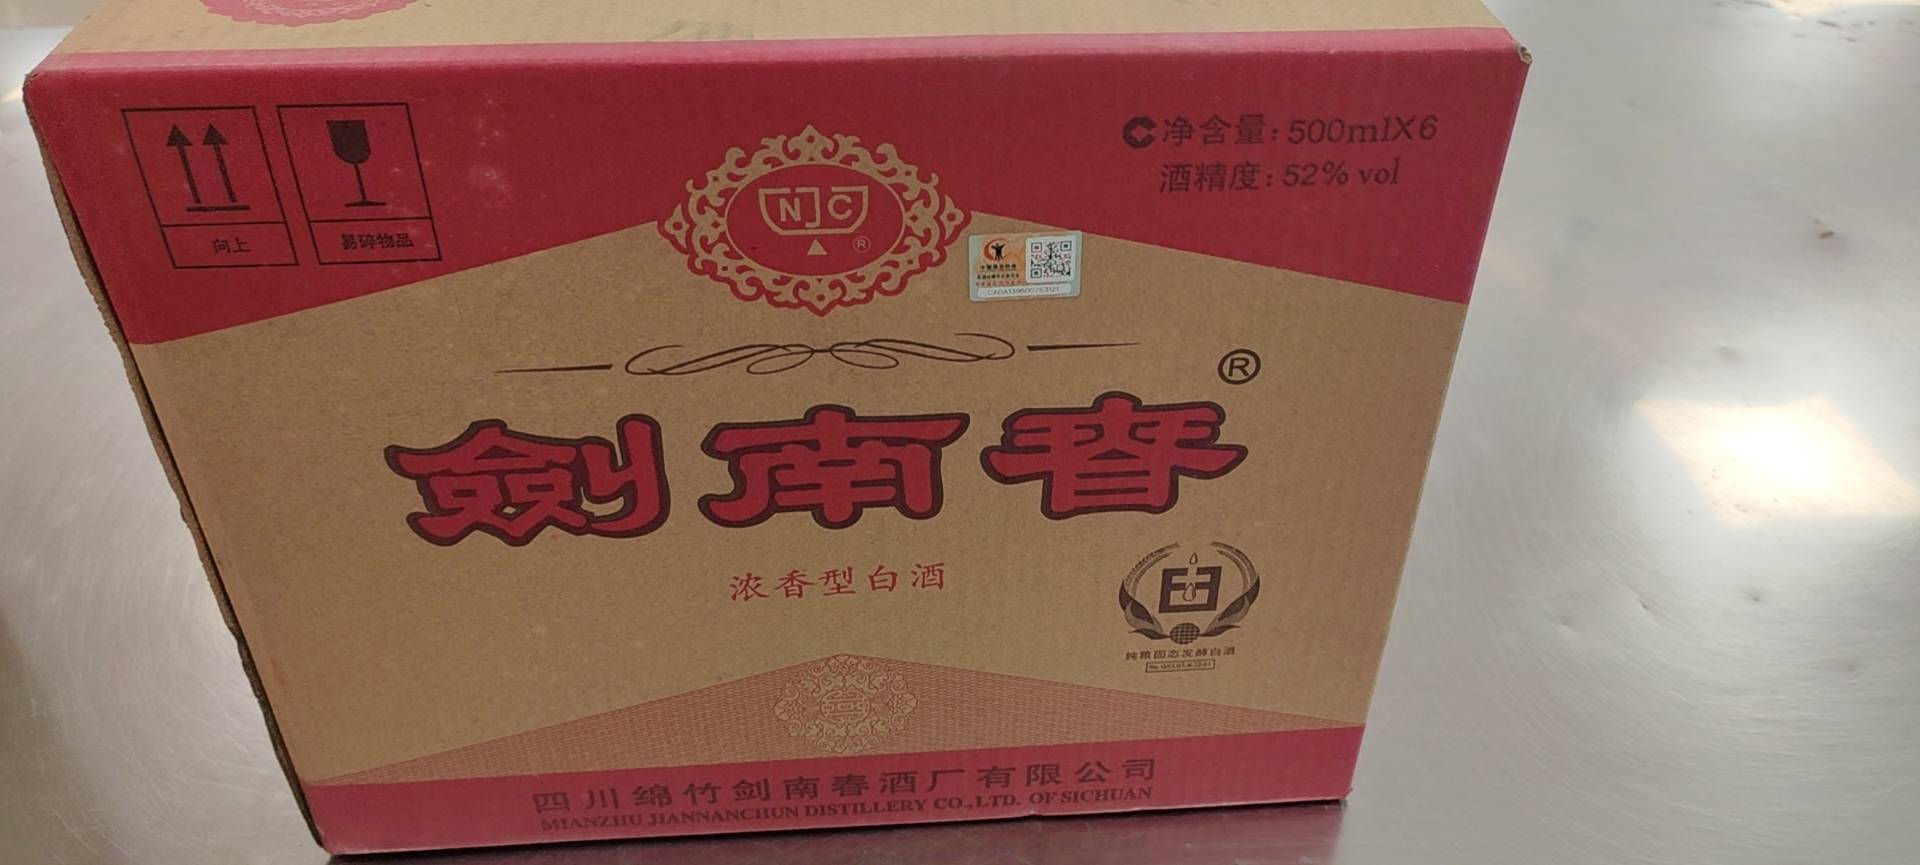 净含量: 500mlX6
酒精度: 52% vol
向上
易碎物品
NJC
®
®
剑南春
浓香型白酒
白
纯粮固态发酵白酒
四川绵竹剑南春酒厂有限公司
MIANZHU JIANNANCHUN DISTILLERY CO.,LTD. OF SICHUAN